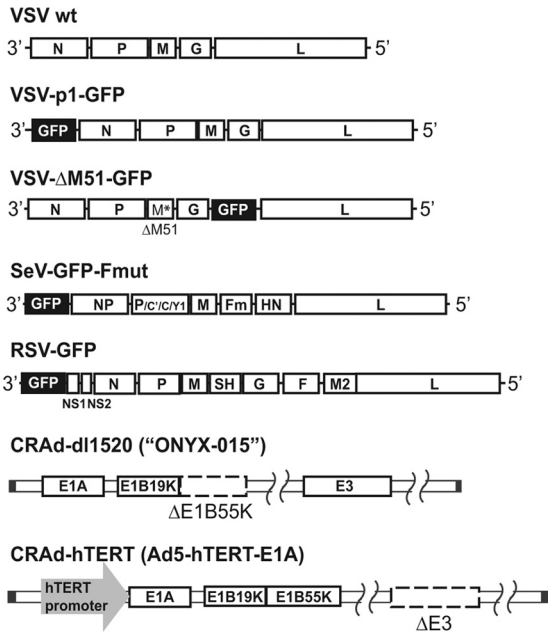 VSV wt
3’ N P M G L 5’
VSV-p1-GFP
3’ GFP N P M G L 5’
VSV-ΔM51-GFP
3’ N P M* G GFP L 5’
ΔM51
SeV-GFP-Fmut
3’ GFP NP P/C’/C/Y1 M Fm HN L 5’
RSV-GFP
3’ GFP N P M SH G F M2 L 5’
NS1 NS2
CRAd-dl1520 (“ONYX-015”)
E1A E1B19K E3
ΔE1B55K
CRAd-hTERT (Ad5-hTERT-E1A)
hTERT
promoter E1A E1B19K E1B55K
ΔE3